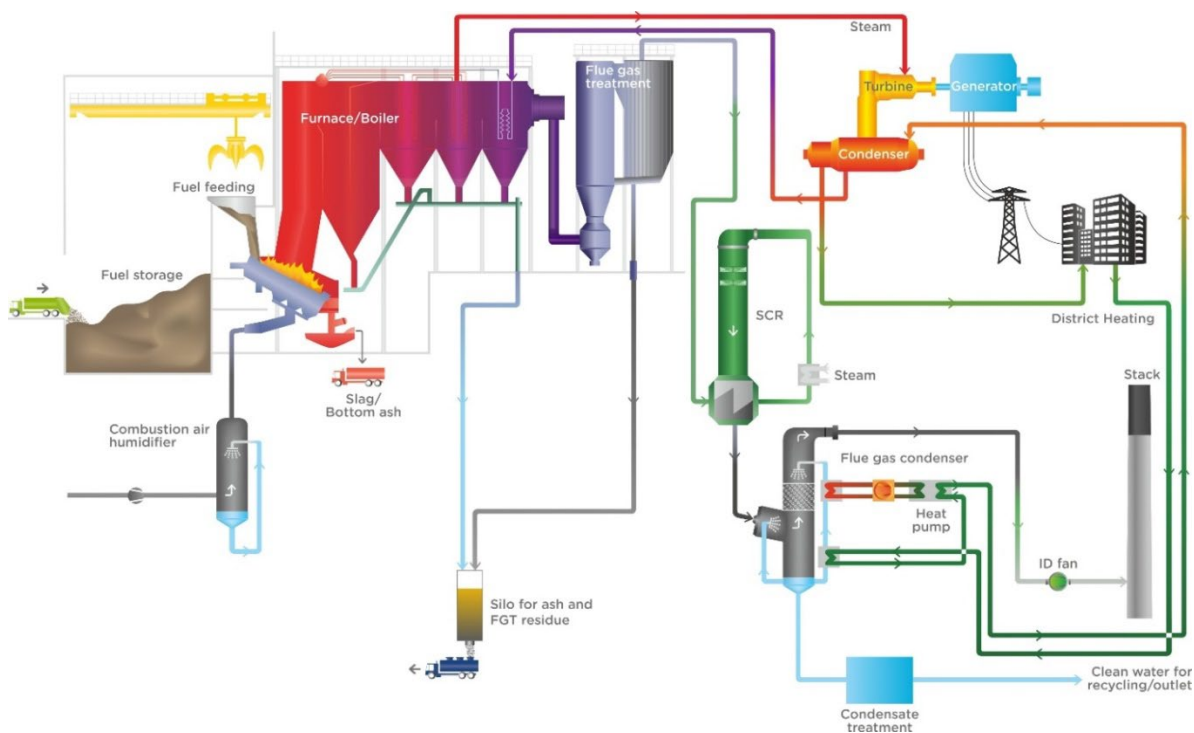 Steam
Flue gas
treatment
Turbine
Generator
Furnace/Boiler
Condenser
Fuel feeding
Fuel storage
SCR
District Heating
Steam
Stack
Slag/
Bottom ash
Combustion air
humidifier
Flue gas condenser
Heat
pump
ID fan
Silo for ash and
FGT residue
Clean water for
recycling/outlet
Condensate
treatment